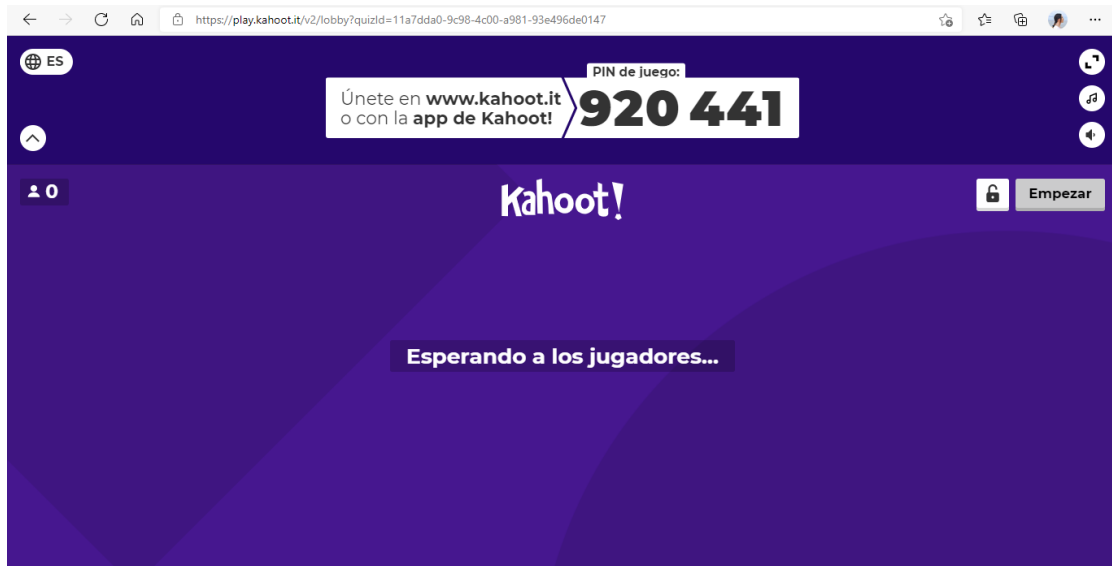 https://play.kahoot.it/v2/lobby?quizId=11a7dda0-9c98-4c00-a981-93e496de0147
ES
PIN de juego:
Únete en www.kahoot.it
o con la app de Kahoot!
920 441
0
Kahoot!
Empezar
Esperando a los jugadores...